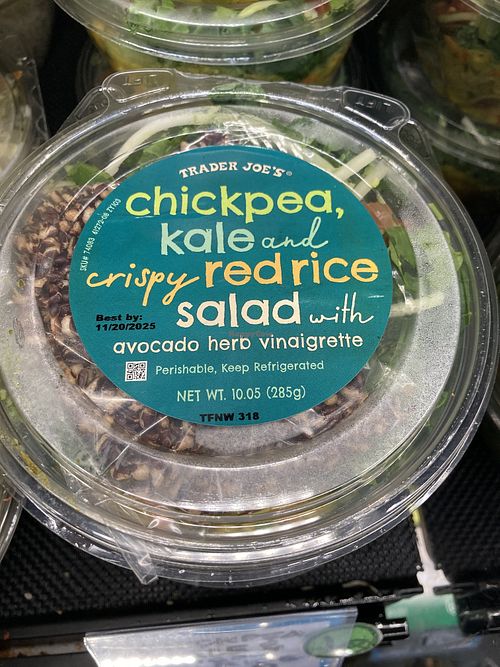 TRADER JOE'S®
chickpea,
kale and
crispy red rice
salad with
avocado herb vinaigrette
Best by:
11/20/2025
Perishable, Keep Refrigerated
NET WT. 10.05 (285g)
TFNW 318
LIFT